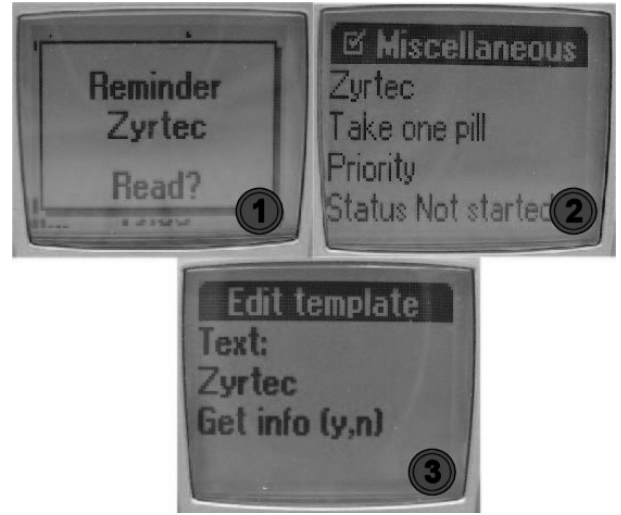 Reminder
Zyrtec
Read?
1
Miscellaneous
Zyrtec
Take one pill
Priority
Status Not started
2
Edit template
Text:
Zyrtec
Get info (y,n)
3